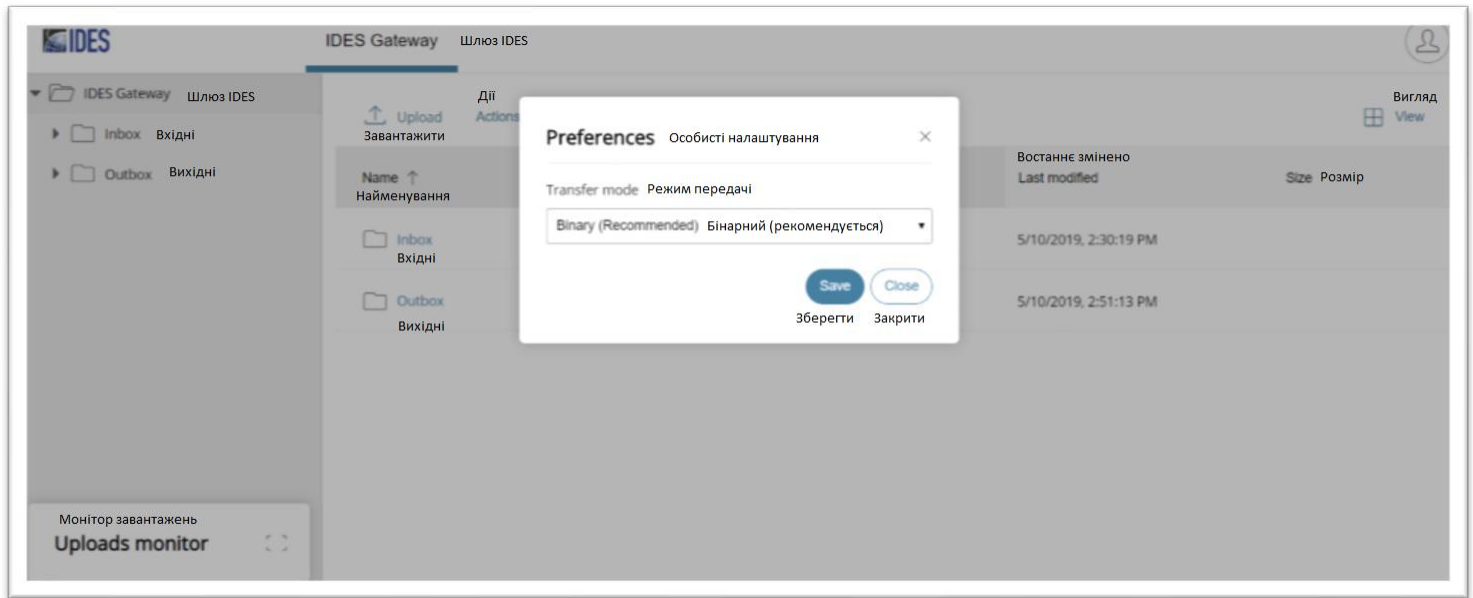 IDES
IDES Gateway Шлюз IDES
IDES Gateway Шлюз IDES
Inbox Вхідні
Outbox Вихідні
Дії
Upload Actions
Завантажити
Вигляд
View
Name ↑
Найменування
Востаннє змінено
Last modified
Size Розмір
Inbox
Вхідні
5/10/2019, 2:30:19 PM
Outbox
Вихідні
5/10/2019, 2:51:13 PM
Preferences Особисті налаштування
Transfer mode Режим передачі
Binary (Recommended) Бінарний (рекомендується)
Save Close
Зберегти Закрити
Монітор завантажень
Uploads monitor